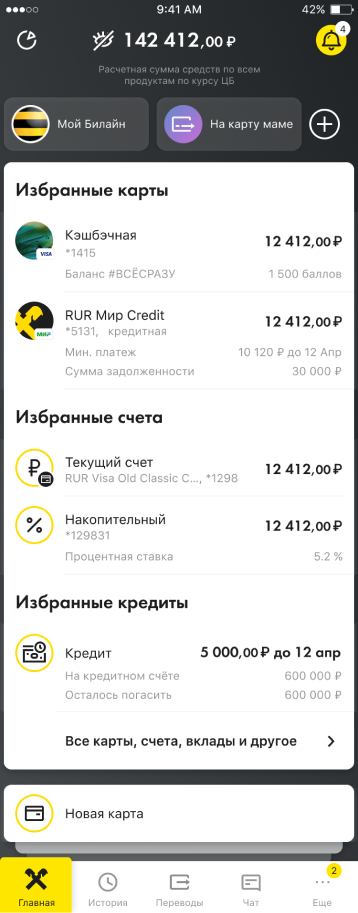 9:41 AM 42%
142 412,00 ₽ 4
Расчетная сумма средств по всем
продуктам по курсу ЦБ
Мой Билайн На карту маме
Избранные карты
Кэшбэчная 12 412,00 ₽
VISA
*1415
Баланс #ВСЁСРАЗУ 1 500 баллов
RUR Мир Credit 12 412,00 ₽
МИР
*5131, кредитная
Мин. платеж 10 120 ₽ до 12 Апр
Сумма задолженности 30 000 ₽
Избранные счета
₽ Текущий счет 12 412,00 ₽
RUR Visa Old Classic C..., *1298
% Накопительный 12 412,00 ₽
*129831
Процентная ставка 5.2 %
Избранные кредиты
Кредит 5 000,00 ₽ до 12 апр
На кредитном счёте 600 000 ₽
Осталось погасить 600 000 ₽
Все карты, счета, вклады и другое
Новая карта
2
Главная История Переводы Чат Еще